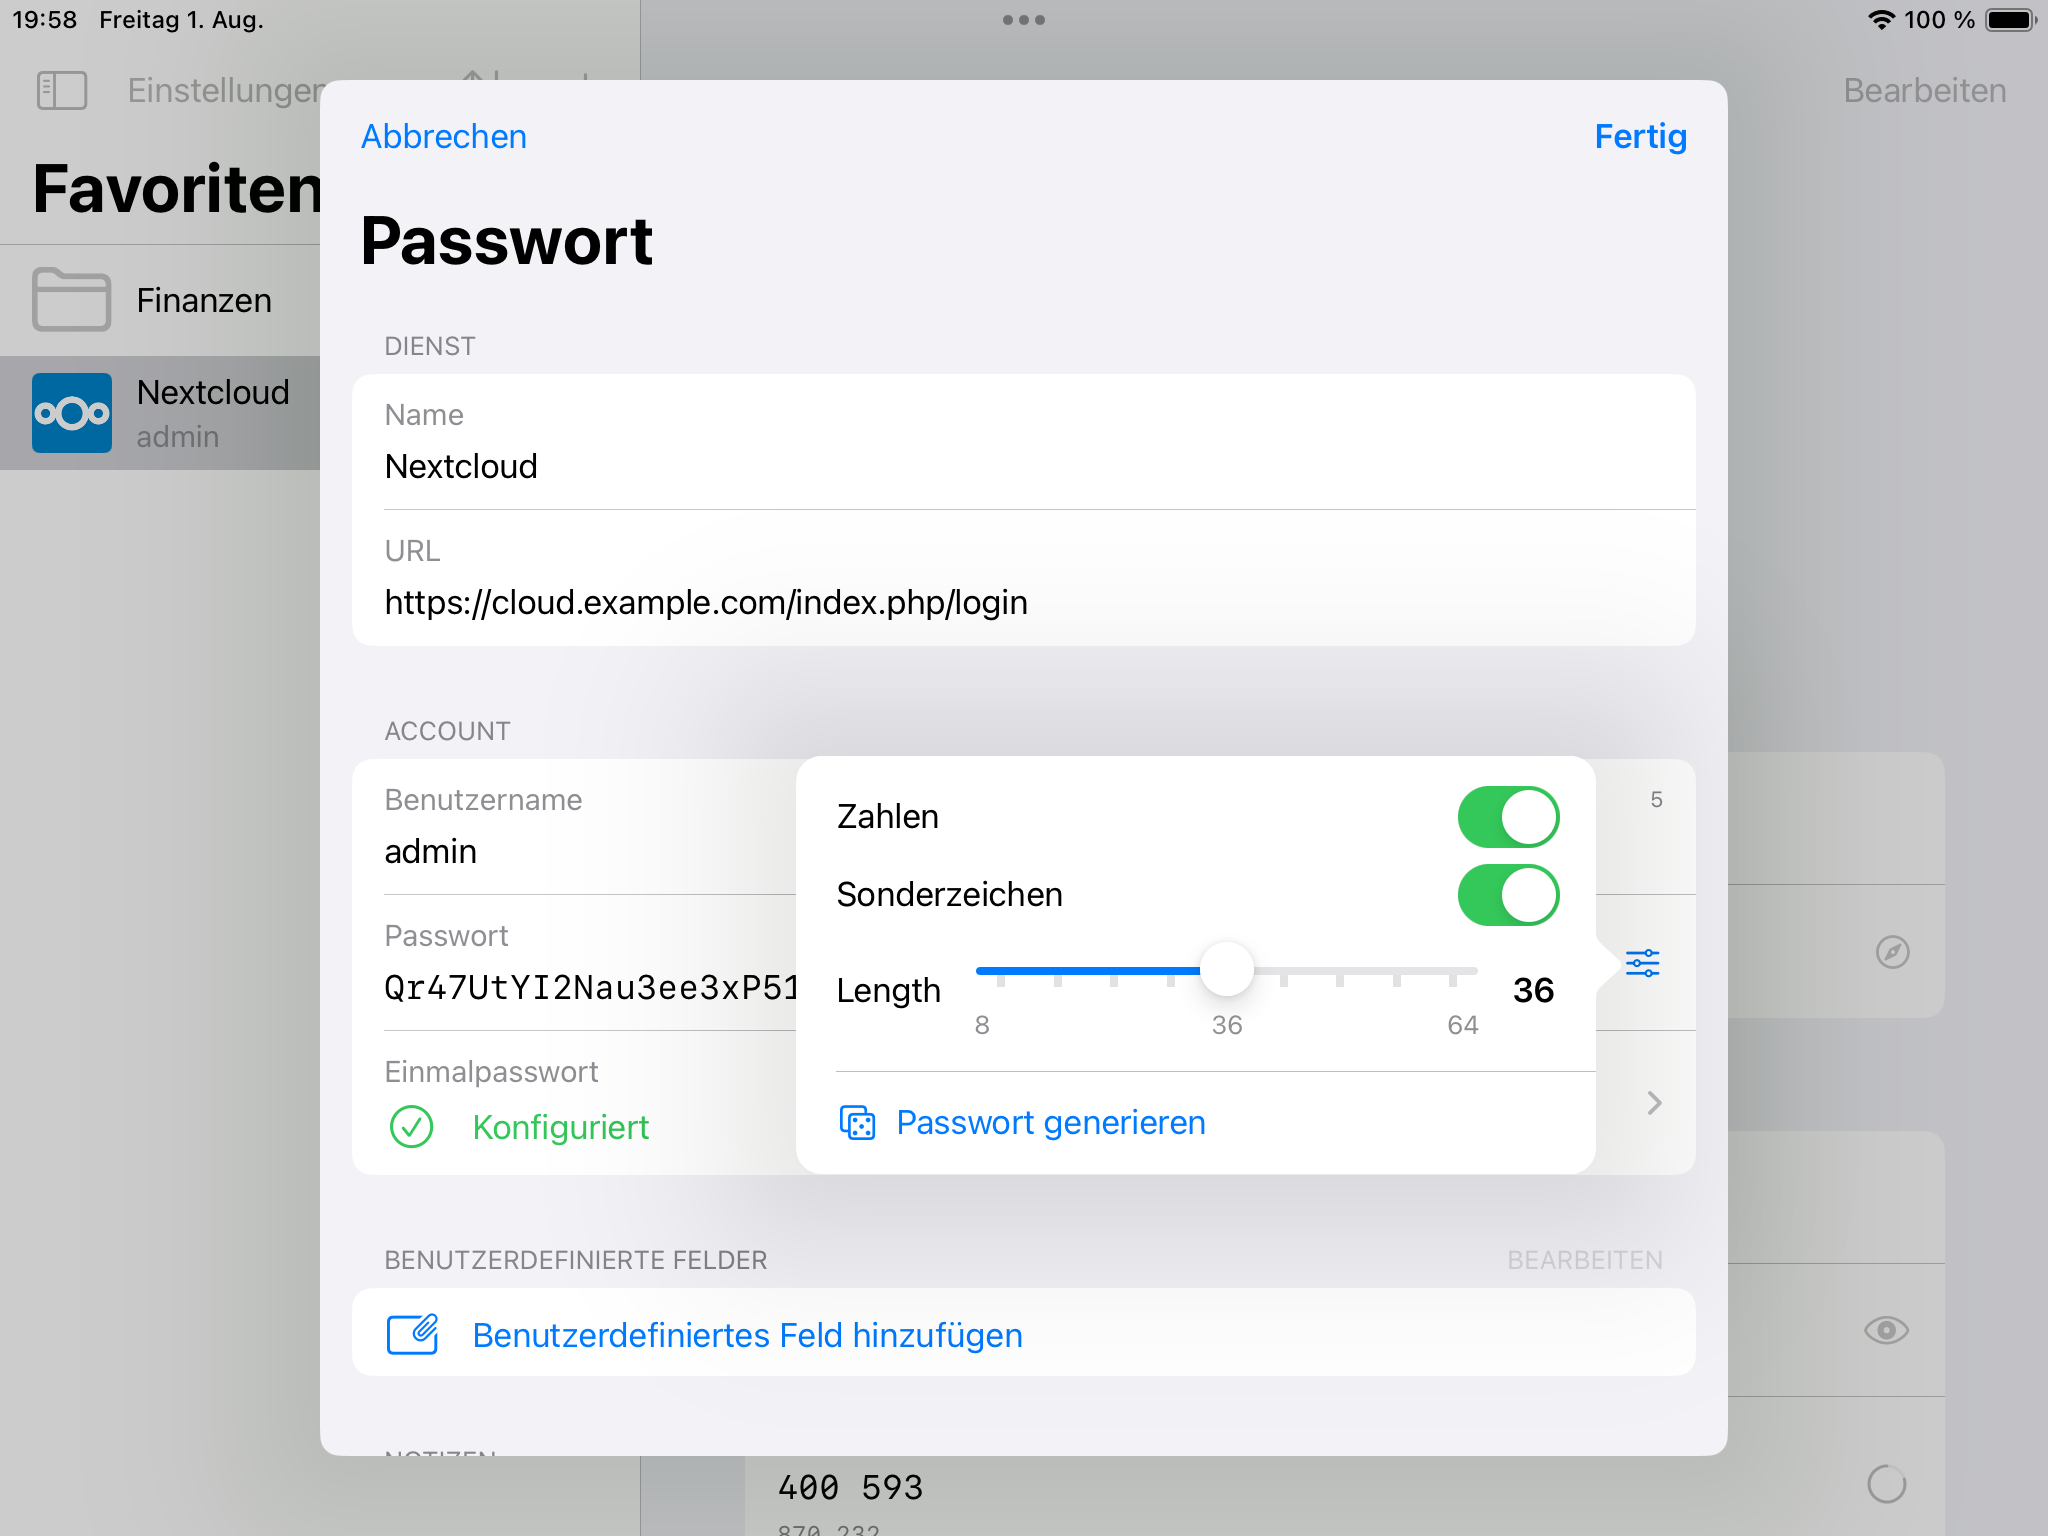 19:58 Freitag 1. Aug.
100 %
Einstellungen
Bearbeiten
Favoriten
Finanzen
Nextcloud
admin
Abbrechen
Fertig
Passwort
DIENST
Name
Nextcloud
URL
https://cloud.example.com/index.php/login
ACCOUNT
Benutzername
5
admin
Passwort
Qr47UtYI2Nau3ee3xP51
Einmalpasswort
Konfiguriert
Zahlen
Sonderzeichen
Length
36
8 36 64
Passwort generieren
BENUTZERDEFINIERTE FELDER
BEARBEITEN
Benutzerdefiniertes Feld hinzufügen
NOTIZEN
400 593
870 232